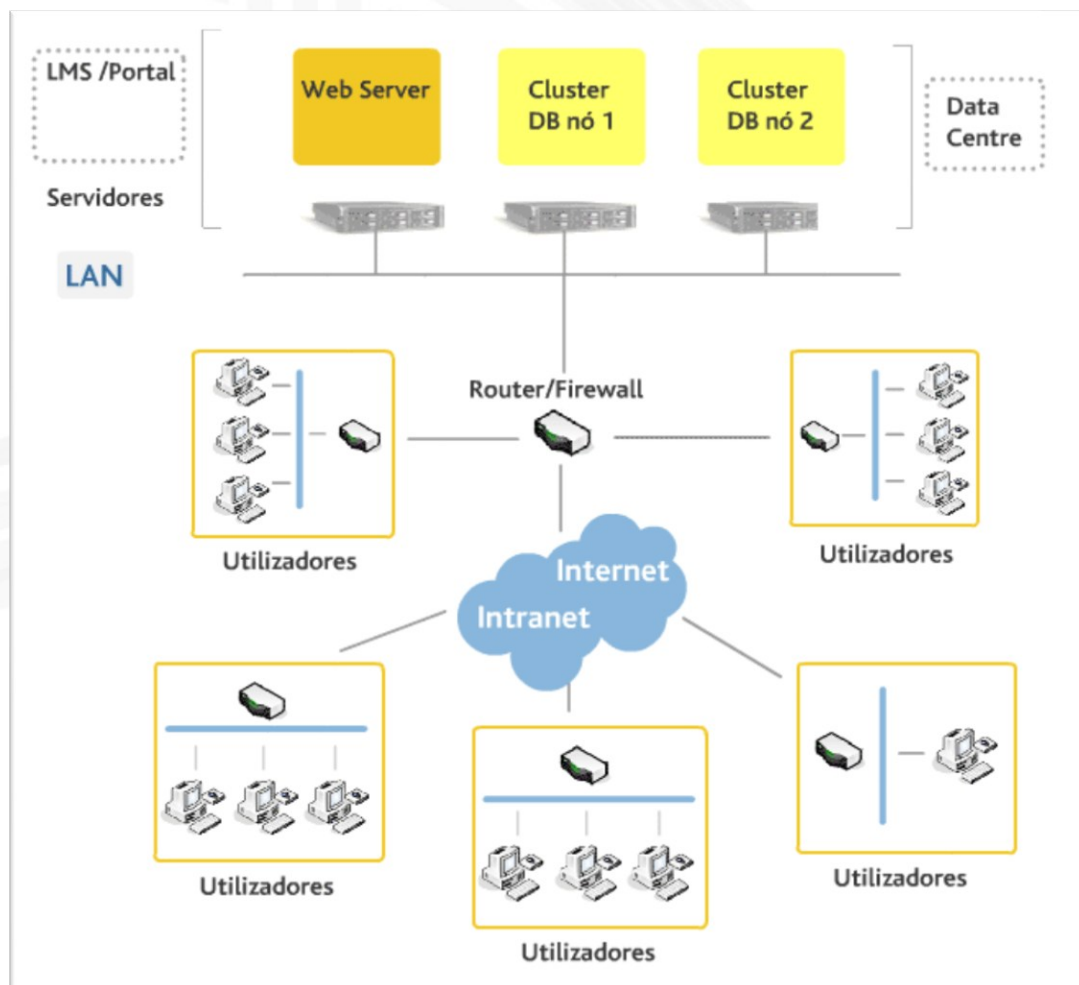 LMS /Portal
Web Server
Cluster
DB nó 1
Cluster
DB nó 2
Data
Centre
Servidores
LAN
Router/Firewall
Utilizadores
Utilizadores
Internet
Intranet
Utilizadores
Utilizadores
Utilizadores